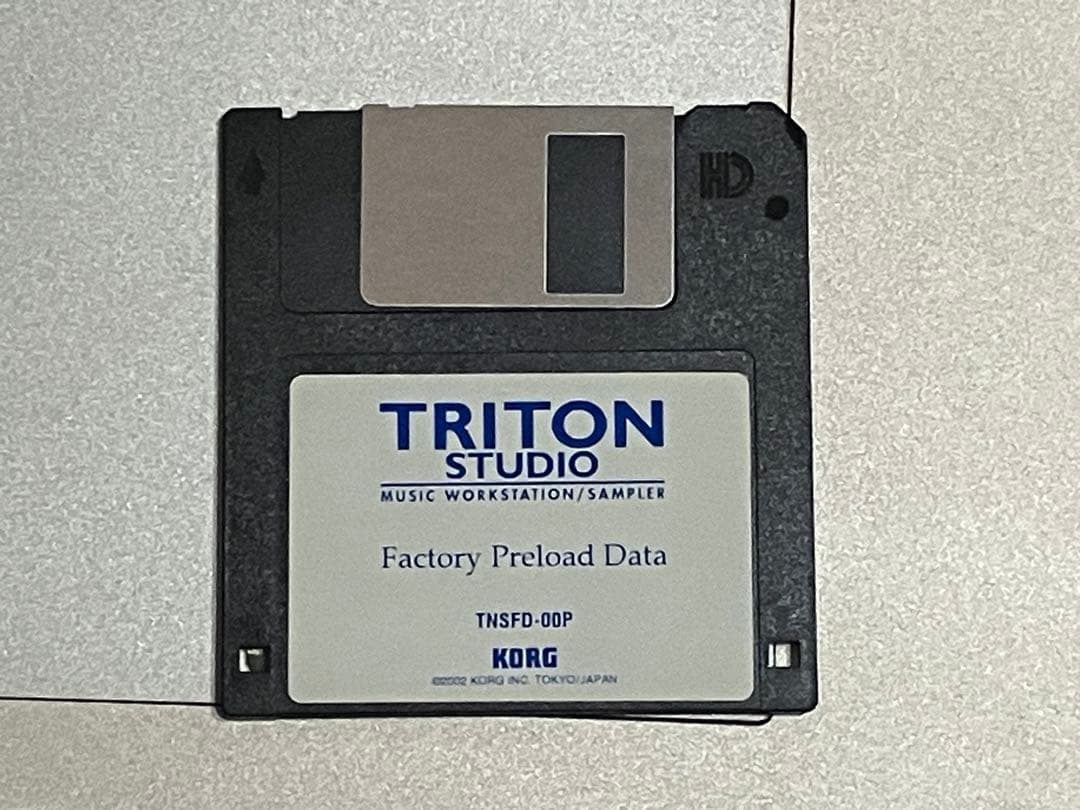 HD
TRITON
STUDIO
MUSIC WORKSTATION/SAMPLER
Factory Preload Data
TNSFD-00P
KORG
©2002 KORG INC. TOKYO/JAPAN